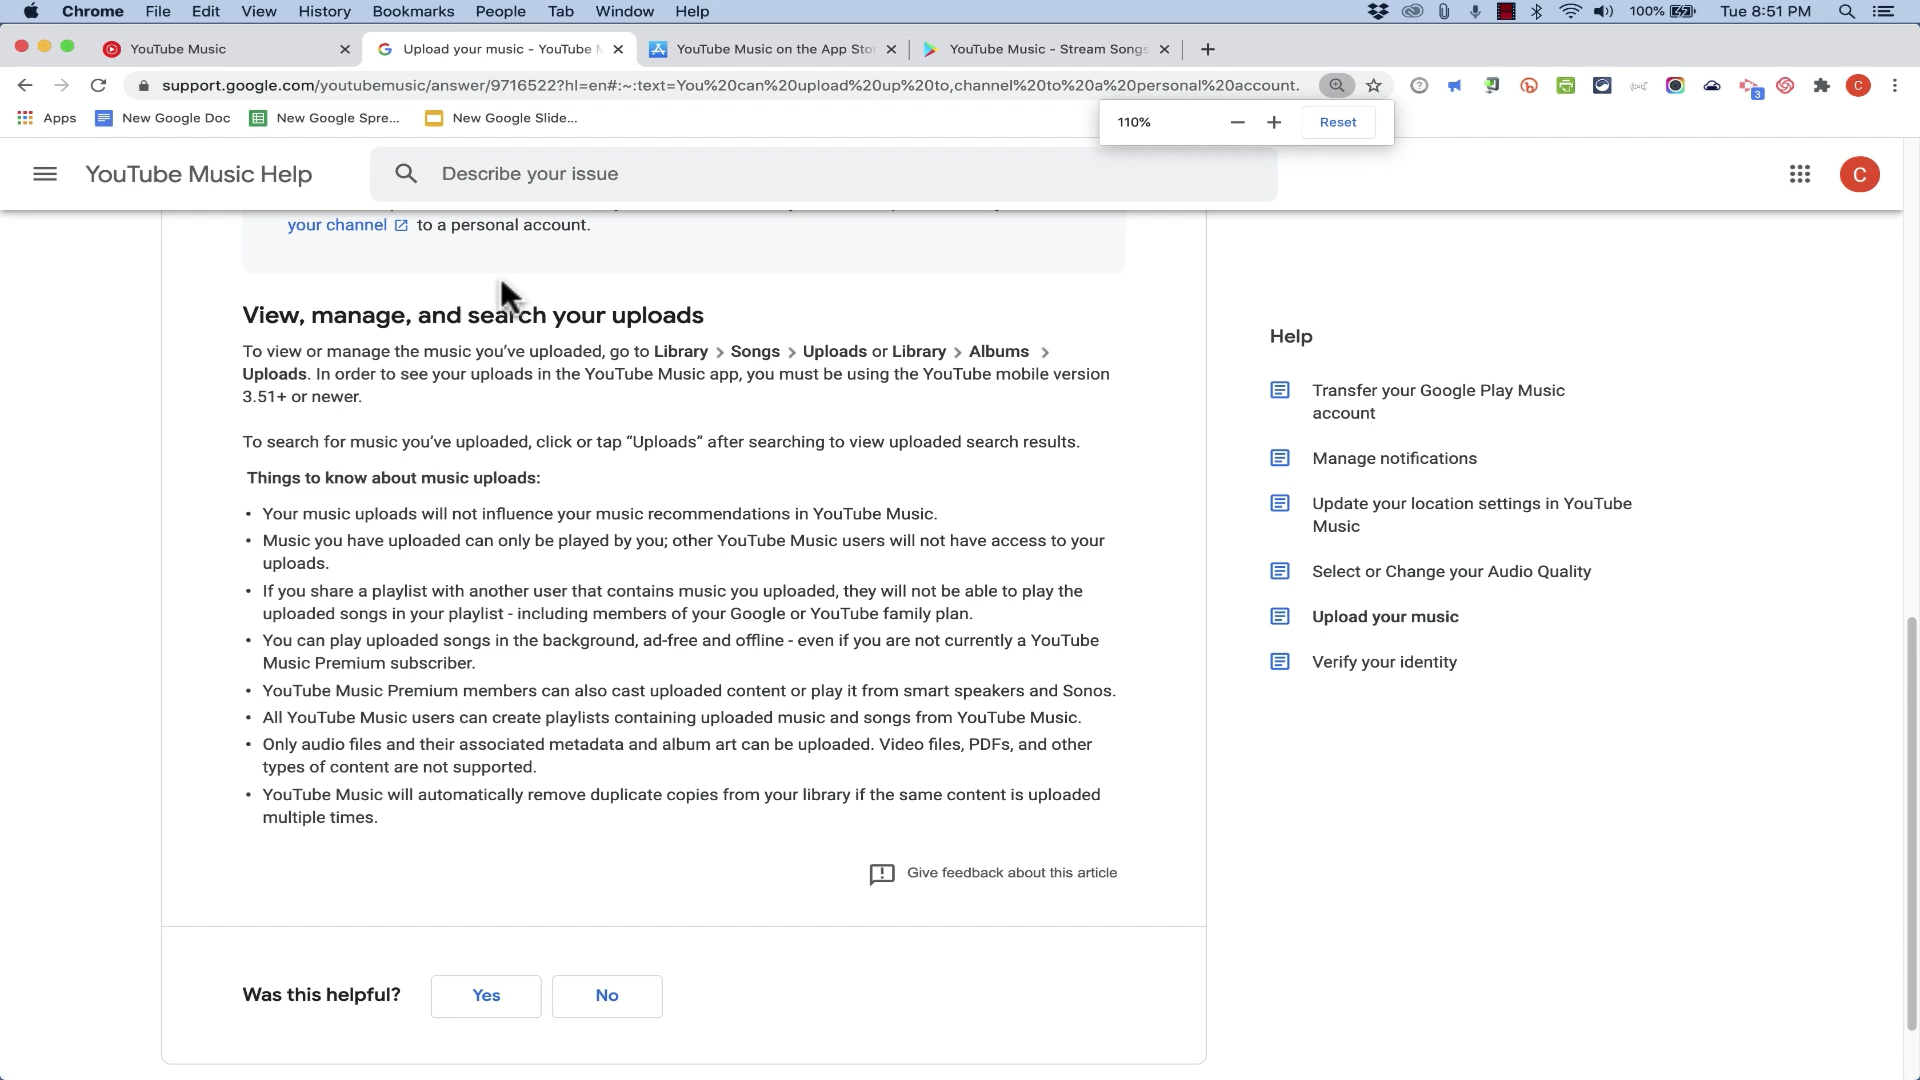 Chrome File Edit View History Bookmarks People Tab Window Help 100% Tue 8:51 PM
YouTube Music
Upload your music - YouTube M
YouTube Music on the App Stor
YouTube Music - Stream Songs
support.google.com/youtubemusic/answer/9716522?hl=en#:~:text=You%20can%20upload%20up%20to,channel%20to%20a%20personal%20account.
3
C
Apps New Google Doc New Google Spre... New Google Slide...
110% Reset
YouTube Music Help
Describe your issue
C
your channel to a personal account.
View, manage, and search your uploads
To view or manage the music you’ve uploaded, go to Library > Songs > Uploads or Library > Albums >
Uploads. In order to see your uploads in the YouTube Music app, you must be using the YouTube mobile version
3.51+ or newer.
To search for music you’ve uploaded, click or tap “Uploads” after searching to view uploaded search results.
Things to know about music uploads:
• Your music uploads will not influence your music recommendations in YouTube Music.
• Music you have uploaded can only be played by you; other YouTube Music users will not have access to your
uploads.
• If you share a playlist with another user that contains music you uploaded, they will not be able to play the
uploaded songs in your playlist - including members of your Google or YouTube family plan.
• You can play uploaded songs in the background, ad-free and offline - even if you are not currently a YouTube
Music Premium subscriber.
• YouTube Music Premium members can also cast uploaded content or play it from smart speakers and Sonos.
• All YouTube Music users can create playlists containing uploaded music and songs from YouTube Music.
• Only audio files and their associated metadata and album art can be uploaded. Video files, PDFs, and other
types of content are not supported.
• YouTube Music will automatically remove duplicate copies from your library if the same content is uploaded
multiple times.
Give feedback about this article
Was this helpful? Yes No
Help
Transfer your Google Play Music
account
Manage notifications
Update your location settings in YouTube
Music
Select or Change your Audio Quality
Upload your music
Verify your identity